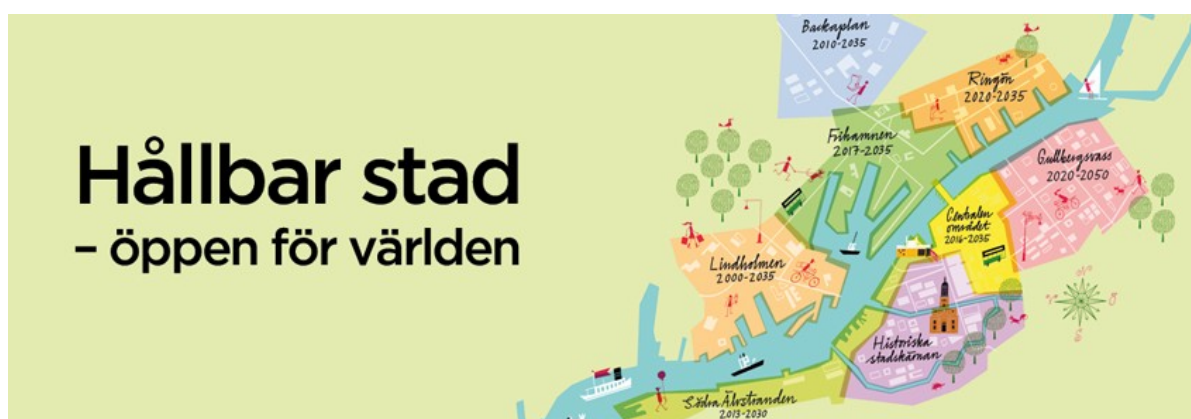 Hållbar stad
– öppen för världen
Backaplan
2010-2035
Ringön
2020-2035
Frihamnen
2017-2035
Gullbergsvass
2020-2050
Centralen
området
2016-2035
Lindholmen
2000-2035
Historiska
stadskärnan
Södra Älvstranden
2013-2030
N
V
Ö
S